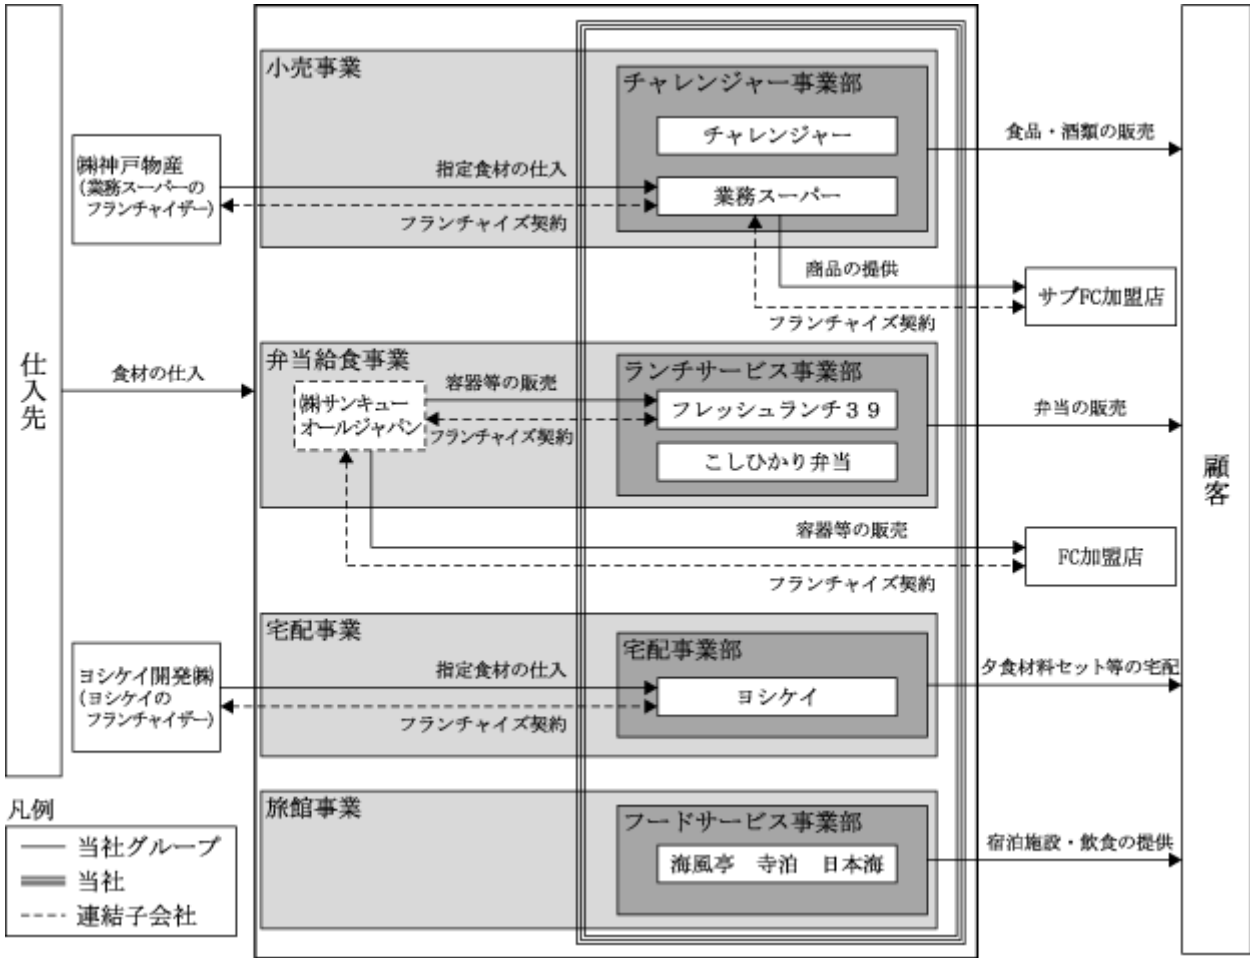 仕入先
食材の仕入
㈱神戸物産
(業務スーパーの
フランチャイザー)
小売事業
チャレンジャー事業部
チャレンジャー
業務スーパー
指定食材の仕入
フランチャイズ契約
食品・酒類の販売
商品の提供
フランチャイズ契約
サブFC加盟店
弁当給食事業
㈱サンキュー
オールジャパン
容器等の販売
フランチャイズ契約
ランチサービス事業部
フレッシュランチ39
こしひかり弁当
弁当の販売
容器等の販売
フランチャイズ契約
FC加盟店
ヨシケイ開発㈱
(ヨシケイの
フランチャイザー)
宅配事業
指定食材の仕入
フランチャイズ契約
宅配事業部
ヨシケイ
夕食材料セット等の宅配
旅館事業
フードサービス事業部
海風亭 寺泊 日本海
宿泊施設・飲食の提供
顧客
凡例
当社グループ
当社
連結子会社